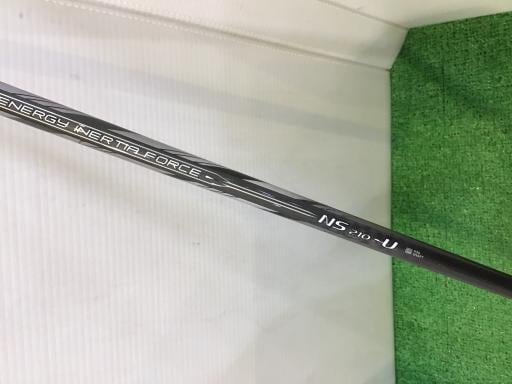 ENERGY INERTIA FORCE
NS 210-U